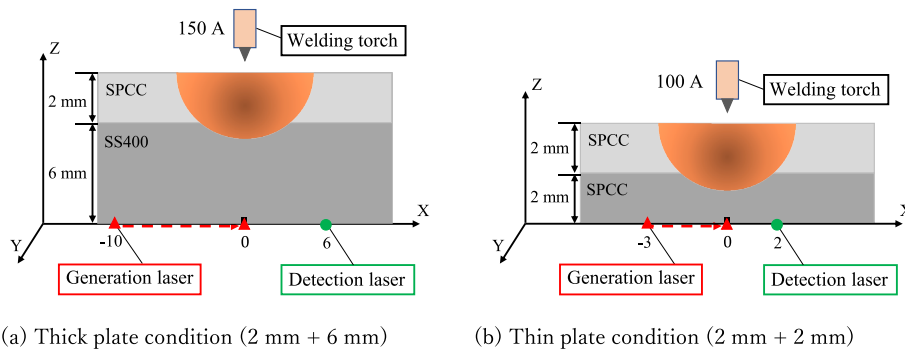 150 A
Welding torch
Z
SPCC
2 mm
SS400
6 mm
X
-10
0
6
Y
Generation laser
Detection laser
(a) Thick plate condition (2 mm + 6 mm)
100 A
Welding torch
Z
SPCC
2 mm
SPCC
2 mm
X
-3
0
2
Y
Generation laser
Detection laser
(b) Thin plate condition (2 mm + 2 mm)